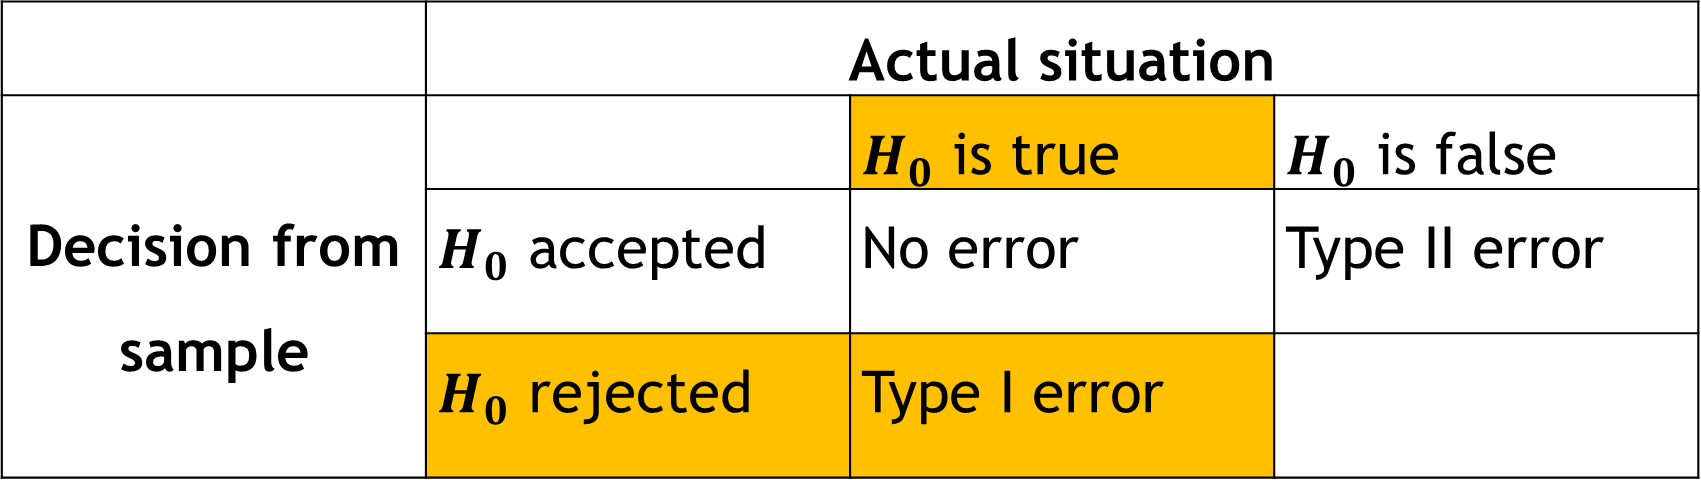 Actual situation
H₀ is true
H₀ is false
Decision from
sample
H₀ accepted
No error
Type II error
H₀ rejected
Type I error